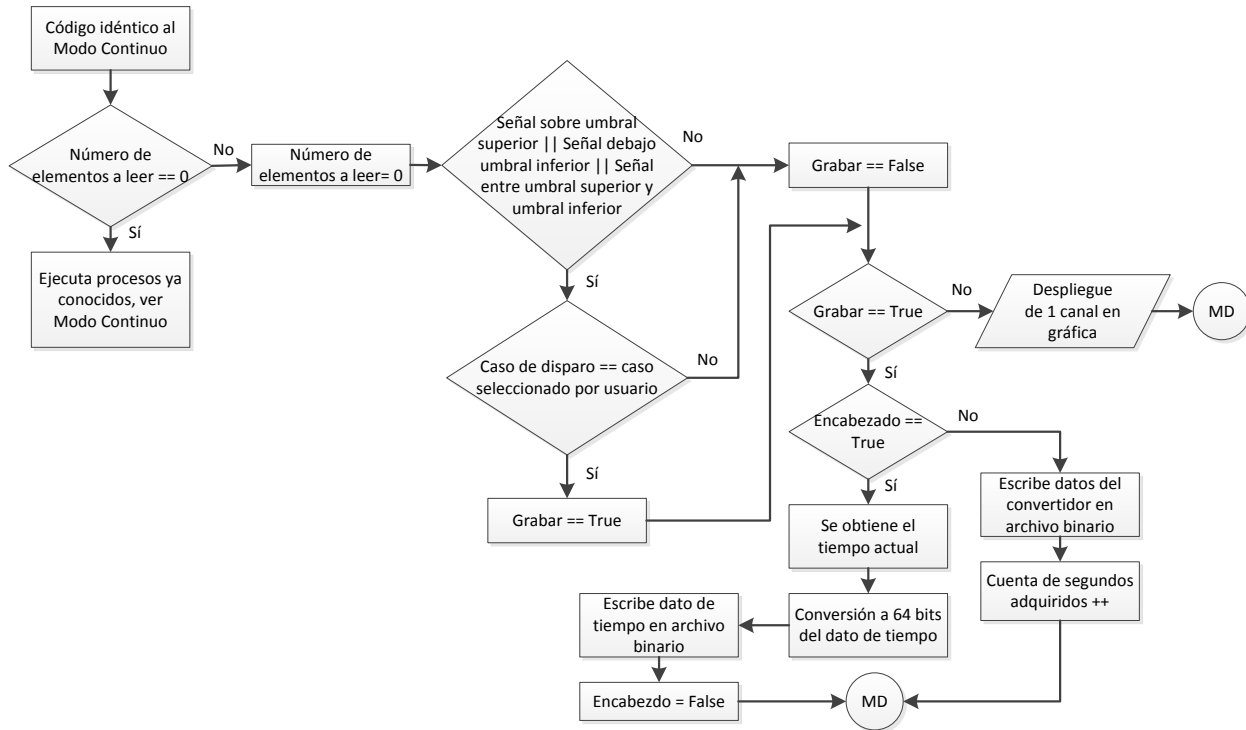 Código idéntico al
Modo Continuo
Número de
elementos a leer == 0
No
Sí
Ejecuta procesos ya
conocidos, ver
Modo Continuo
Número de
elementos a leer= 0
Señal sobre umbral
superior || Señal debajo
umbral inferior || Señal
entre umbral superior y
umbral inferior
No
Sí
Caso de disparo == caso
seleccionado por usuario
No
Sí
Grabar == True
Grabar == False
Grabar == True
No
Sí
Despliegue
de 1 canal en
gráfica
MD
Encabezado ==
True
No
Sí
Escribe datos del
convertidor en
archivo binario
Cuenta de segundos
adquiridos ++
Se obtiene el
tiempo actual
Conversión a 64 bits
del dato de tiempo
Escribe dato de
tiempo en archivo
binario
Encabezdo = False
MD